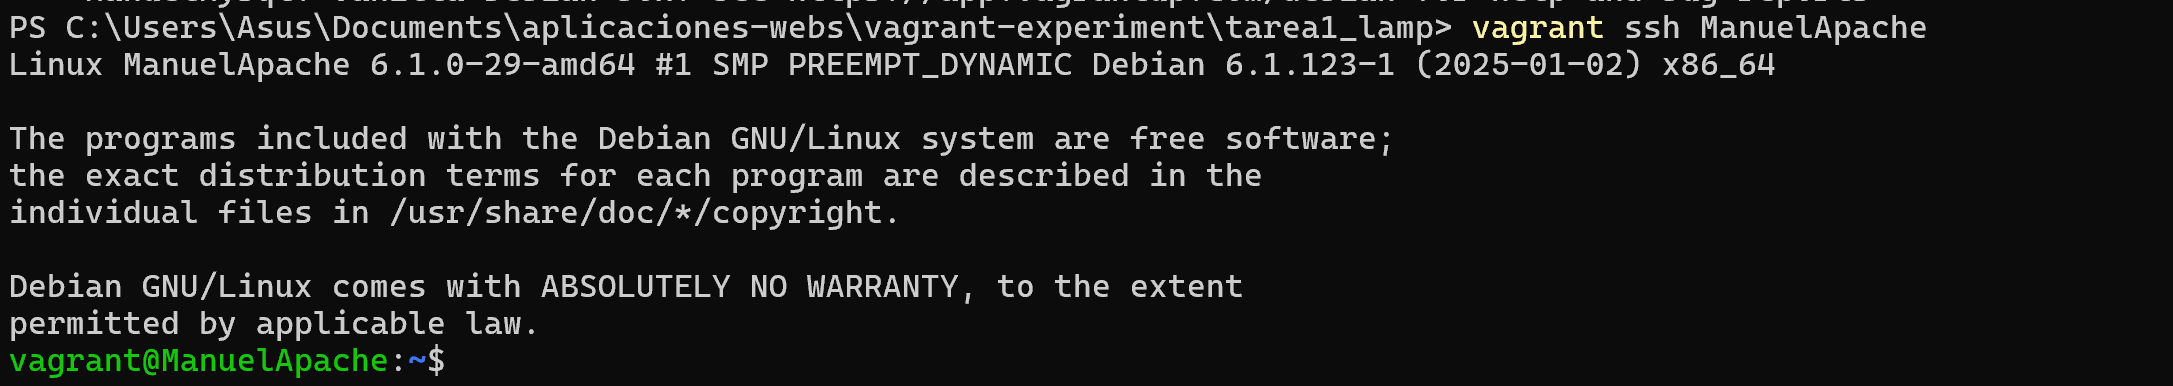 PS C:\Users\Asus\Documents\aplicaciones-webs\vagrant-experiment\tarea1_lamp> vagrant ssh ManuelApache
Linux ManuelApache 6.1.0-29-amd64 #1 SMP PREEMPT_DYNAMIC Debian 6.1.123-1 (2025-01-02) x86_64
The programs included with the Debian GNU/Linux system are free software;
the exact distribution terms for each program are described in the
individual files in /usr/share/doc/*/copyright.
Debian GNU/Linux comes with ABSOLUTELY NO WARRANTY, to the extent
permitted by applicable law.
vagrant@ManuelApache:~$